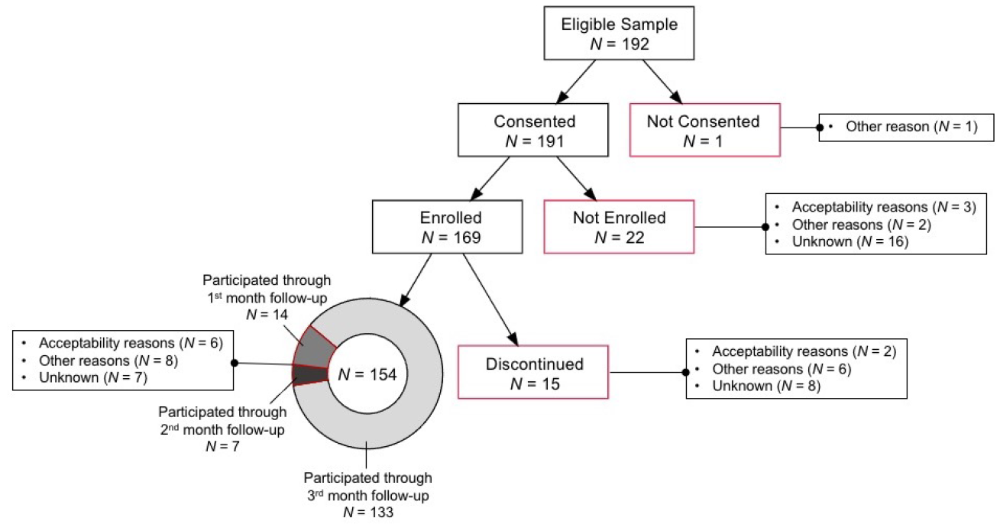 Eligible Sample
N = 192
Consented
N = 191
Not Consented
N = 1
• Other reason (N = 1)
Enrolled
N = 169
Not Enrolled
N = 22
• Acceptability reasons (N = 3)
• Other reasons (N = 2)
• Unknown (N = 16)
Participated through
1st month follow-up
N = 14
• Acceptability reasons (N = 6)
• Other reasons (N = 8)
• Unknown (N = 7)
N = 154
Discontinued
N = 15
• Acceptability reasons (N = 2)
• Other reasons (N = 6)
• Unknown (N = 8)
Participated through
2nd month follow-up
N = 7
Participated through
3rd month follow-up
N = 133